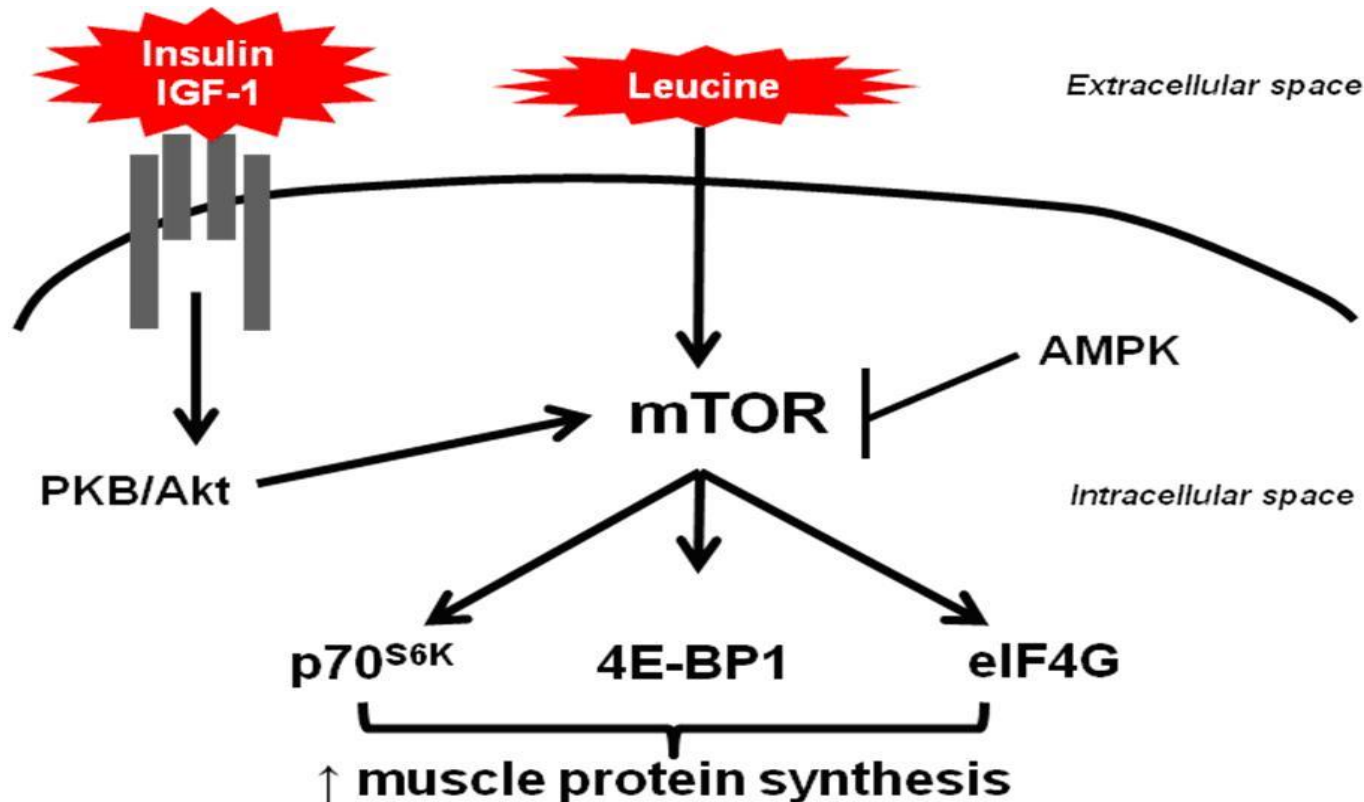 Insulin
IGF-1
Leucine
Extracellular space
AMPK
mTOR
PKB/Akt
Intracellular space
p70S6K
4E-BP1
eIF4G
↑ muscle protein synthesis